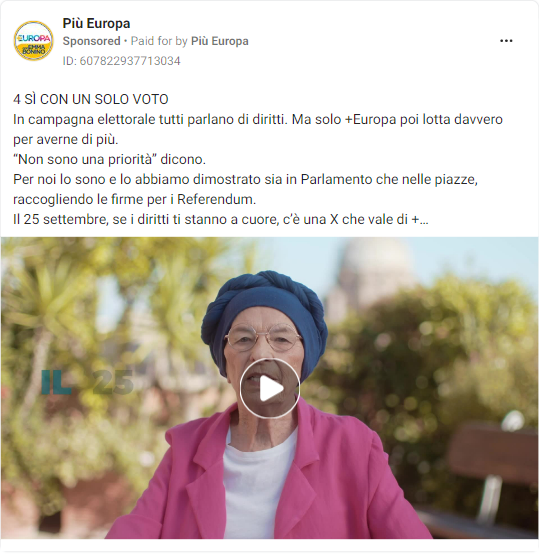 Più Europa
Sponsored • Paid for by Più Europa
ID: 607822937713034
EUROPA
EMMA
BONINO
4 SÌ CON UN SOLO VOTO
In campagna elettorale tutti parlano di diritti. Ma solo +Europa poi lotta davvero
per averne di più.
“Non sono una priorità” dicono.
Per noi lo sono e lo abbiamo dimostrato sia in Parlamento che nelle piazze,
raccogliendo le firme per i Referendum.
Il 25 settembre, se i diritti ti stanno a cuore, c’è una X che vale di +…
IL 25